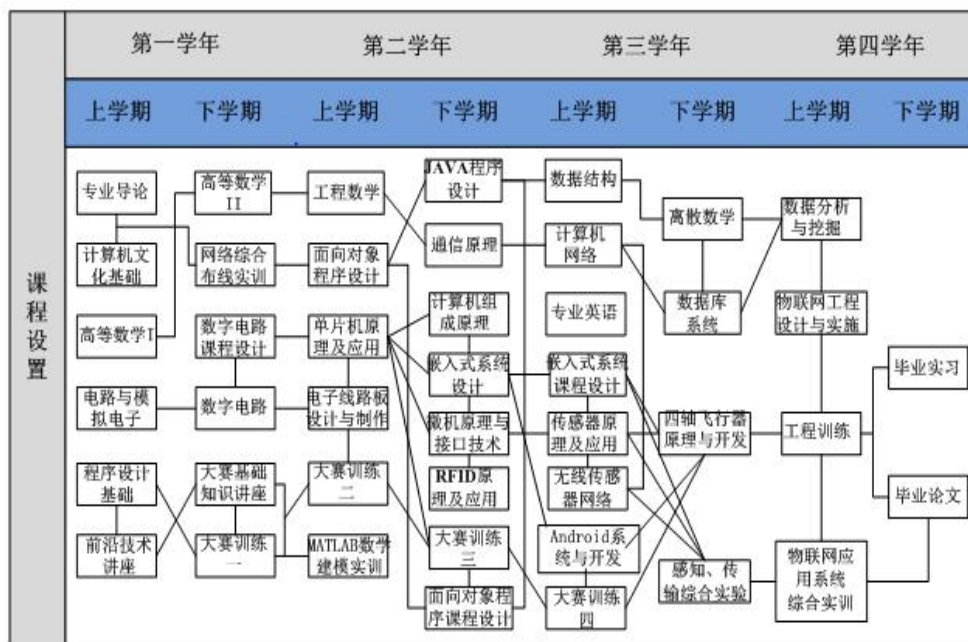 第一学年
第二学年
第三学年
第四学年
上学期
下学期
上学期
下学期
上学期
下学期
上学期
下学期
课程设置
专业导论
计算机文
化基础
高等数学I
电路与模
拟电子
程序设计
基础
前沿技术
讲座
高等数学
II
网络综合
布线实训
数字电路
课程设计
数字电路
大赛基础
知识讲座
大赛训练
一
工程数学
面向对象
程序设计
单片机原
理及应用
电子线路板
设计与制作
大赛训练
二
MATLAB数学
建模实训
JAVA程序
设计
通信原理
计算机组
成原理
嵌入式系统
设计
微机原理与
接口技术
RFID原
理及应用
大赛训练
三
面向对象程
序课程设计
数据结构
计算机
网络
专业英语
嵌入式系统
课程设计
传感器原
理及应用
无线传感
器网络
Android系
统与开发
大赛训练
四
离散数学
数据库
系统
四轴飞行器
原理与开发
感知、传
输综合实验
数据分析
与挖掘
物联网工程
设计与实施
工程训练
物联网应
用系统
综合实训
毕业实习
毕业论文